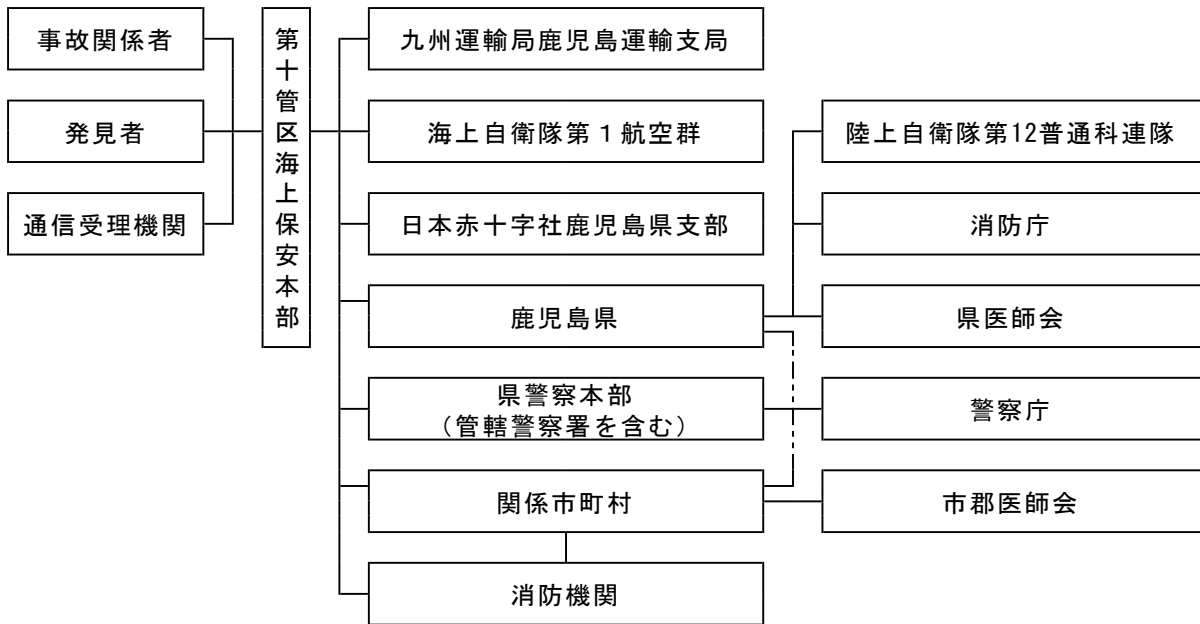 事故関係者
発見者
通信受理機関
第十管区海上保安本部
九州運輸局鹿児島運輸支局
海上自衛隊第１航空群
日本赤十字社鹿児島県支部
鹿児島県
県警察本部
（管轄警察署を含む）
関係市町村
消防機関
陸上自衛隊第12普通科連隊
消防庁
県医師会
警察庁
市郡医師会